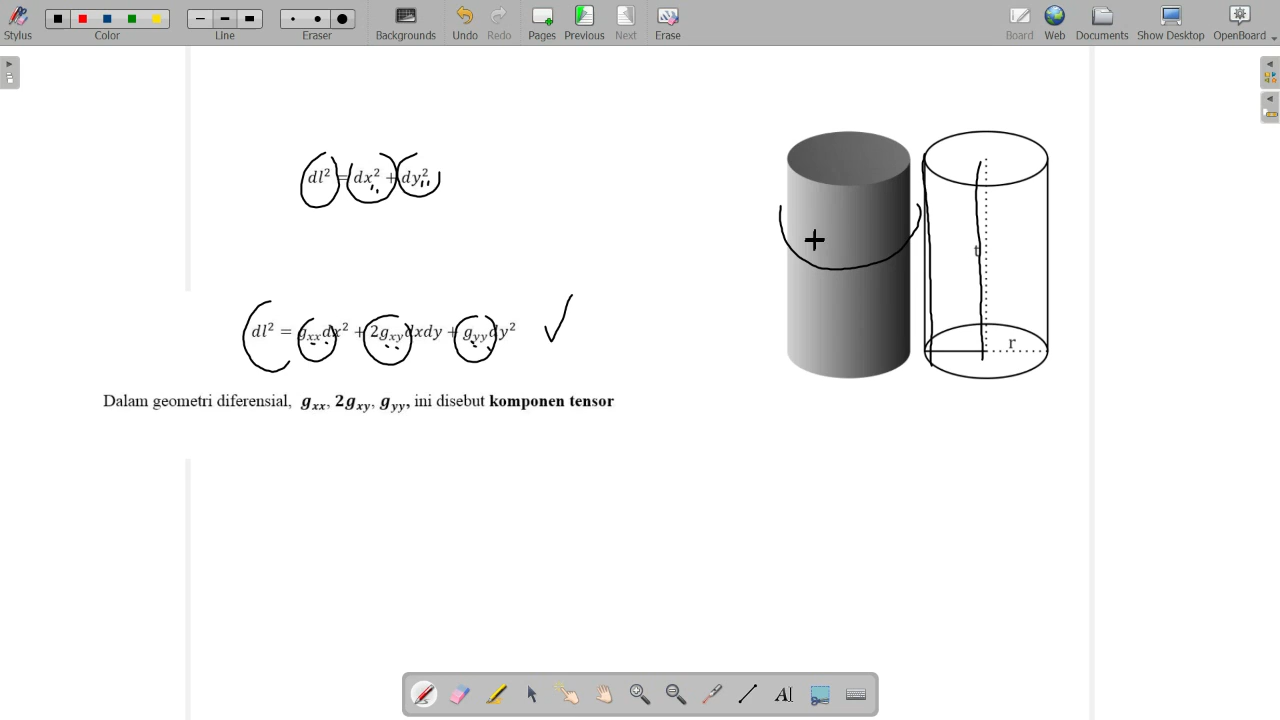 Stylus Color Line Eraser Backgrounds Undo Redo Pages Previous Next Erase Board Web Documents Show Desktop OpenBoard
dl² = dx² + dy²
t
dl² = g_xx dx² + 2g_xy dxdy + g_yy dy²
r
Dalam geometri diferensial, g_xx, 2g_xy, g_yy, ini disebut komponen tensor
AI